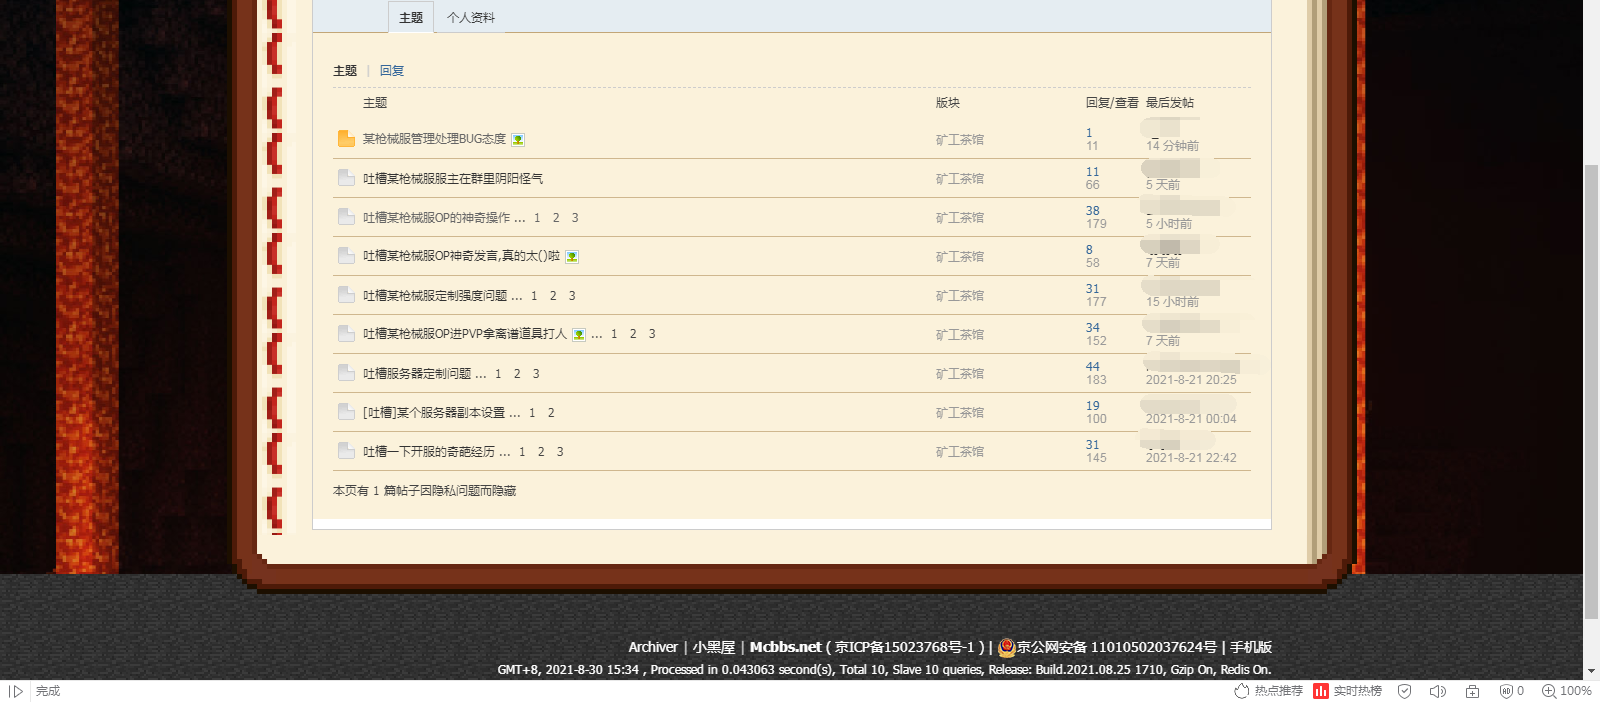 主题 个人资料
主题 | 回复
主题 版块 回复/查看 最后发帖
某枪械服管理处理BUG态度 矿工茶馆 1
11 14 分钟前
吐槽某枪械服服主在群里阴阳怪气 矿工茶馆 11
66 5 天前
吐槽某枪械服OP的神奇操作 ... 1 2 3 矿工茶馆 38
179 5 小时前
吐槽某枪械服OP神奇发言,真的太()啦 矿工茶馆 8
58 7 天前
吐槽某枪械服定制强度问题 ... 1 2 3 矿工茶馆 31
177 15 小时前
吐槽某枪械服OP进PVP拿离谱道具打人 ... 1 2 3 矿工茶馆 34
152 7 天前
吐槽服务器定制问题 ... 1 2 3 矿工茶馆 44
183 2021-8-21 20:25
[吐槽]某个服务器副本设置 ... 1 2 矿工茶馆 19
100 2021-8-21 00:04
吐槽一下开服的奇葩经历 ... 1 2 3 矿工茶馆 31
145 2021-8-21 22:42
本页有 1 篇帖子因隐私问题而隐藏
Archiver | 小黑屋 | Mcbbs.net ( 京ICP备15023768号-1 ) | 京公网安备 11010502037624号 | 手机版
GMT+8, 2021-8-30 15:34 , Processed in 0.043063 second(s), Total 10, Slave 10 queries, Release: Build.2021.08.25 1710, Gzip On, Redis On.
完成 热点推荐 实时热榜 AD 0 100%